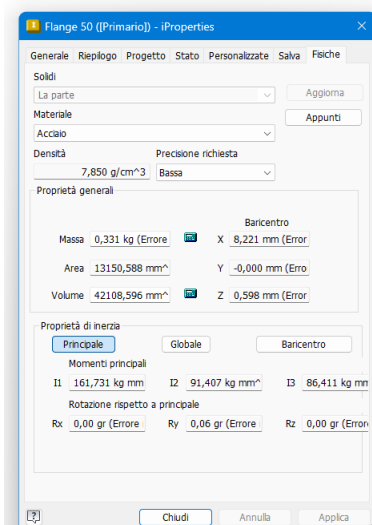 I Flange 50 ([Primario]) - iProperties
Generale Riepilogo Progetto Stato Personalizzate Salva Fisiche
Solidi
La parte Aggiorna
Materiale Appunti
Acciaio
Densità Precisione richiesta
7,850 g/cm^3 Bassa
Proprietà generali
Baricentro
Massa 0,331 kg (Errore X 8,221 mm (Error
Area 13150,588 mm^ Y -0,000 mm (Erro
Volume 42108,596 mm^ Z 0,598 mm (Error
Proprietà di inerzia
Principale Globale Baricentro
Momenti principali
I1 161,731 kg mm I2 91,407 kg mm^ I3 86,411 kg mm
Rotazione rispetto a principale
Rx 0,00 gr (Errore Ry 0,06 gr (Errore Rz 0,00 gr (Errore
? Chiudi Annulla Applica